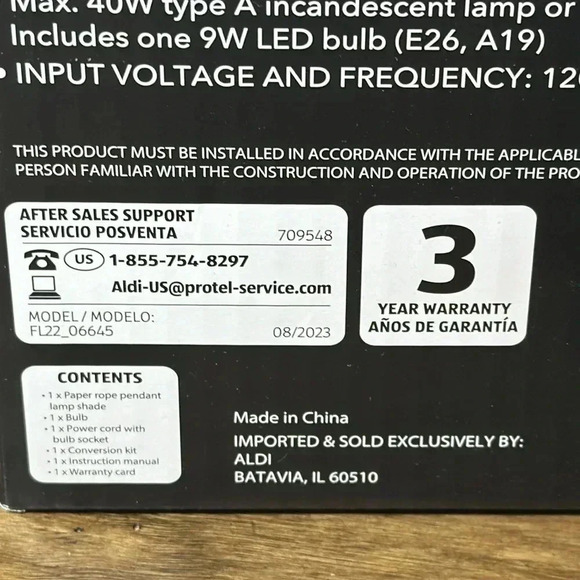 Max. 40W type A incandescent lamp or
Includes one 9W LED bulb (E26, A19)
• INPUT VOLTAGE AND FREQUENCY: 12
THIS PRODUCT MUST BE INSTALLED IN ACCORDANCE WITH THE APPLICABL
PERSON FAMILIAR WITH THE CONSTRUCTION AND OPERATION OF THE PRO
AFTER SALES SUPPORT
SERVICIO POSVENTA 709548
US 1-855-754-8297
Aldi-US@protel-service.com
MODEL / MODELO:
FL22_06645 08/2023
3
YEAR WARRANTY
AÑOS DE GARANTÍA
CONTENTS
• 1 x Paper rope pendant
lamp shade
• 1 x Bulb
• 1 x Power cord with
bulb socket
• 1 x Conversion kit
• 1 x Instruction manual
• 1 x Warranty card
Made in China
IMPORTED & SOLD EXCLUSIVELY BY:
ALDI
BATAVIA, IL 60510